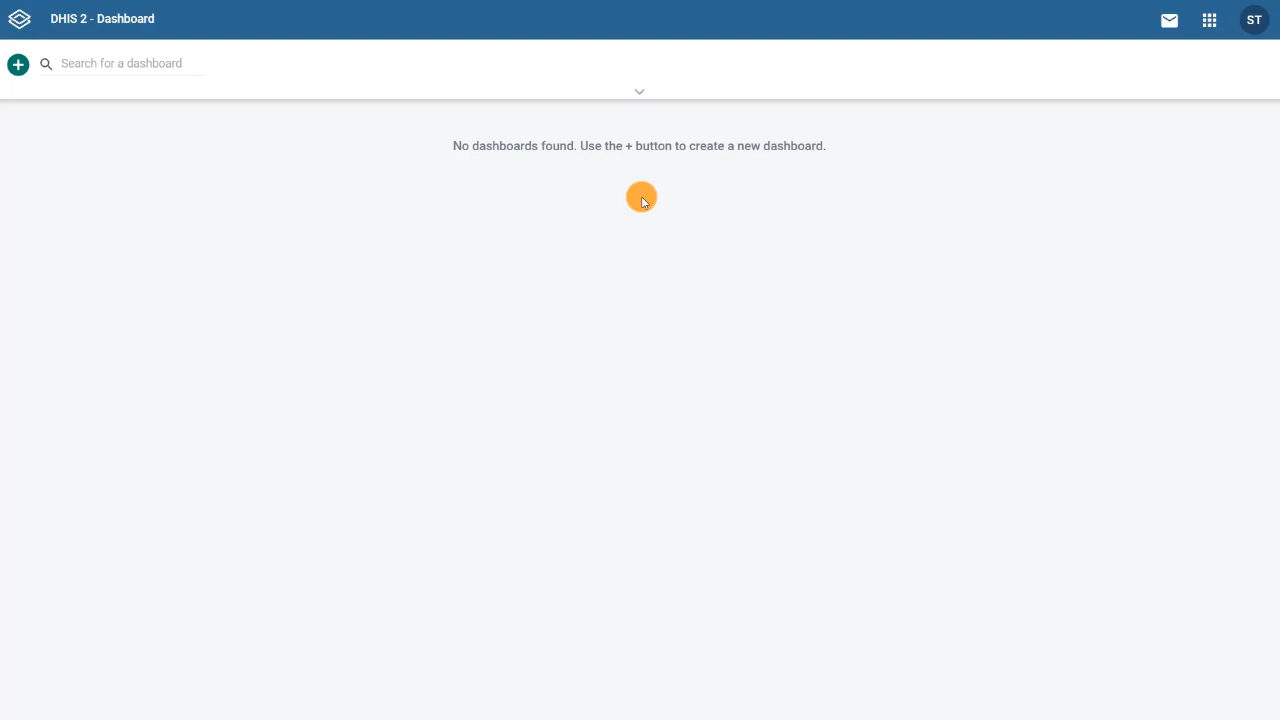 DHIS 2 - Dashboard
ST
Search for a dashboard
No dashboards found. Use the + button to create a new dashboard.